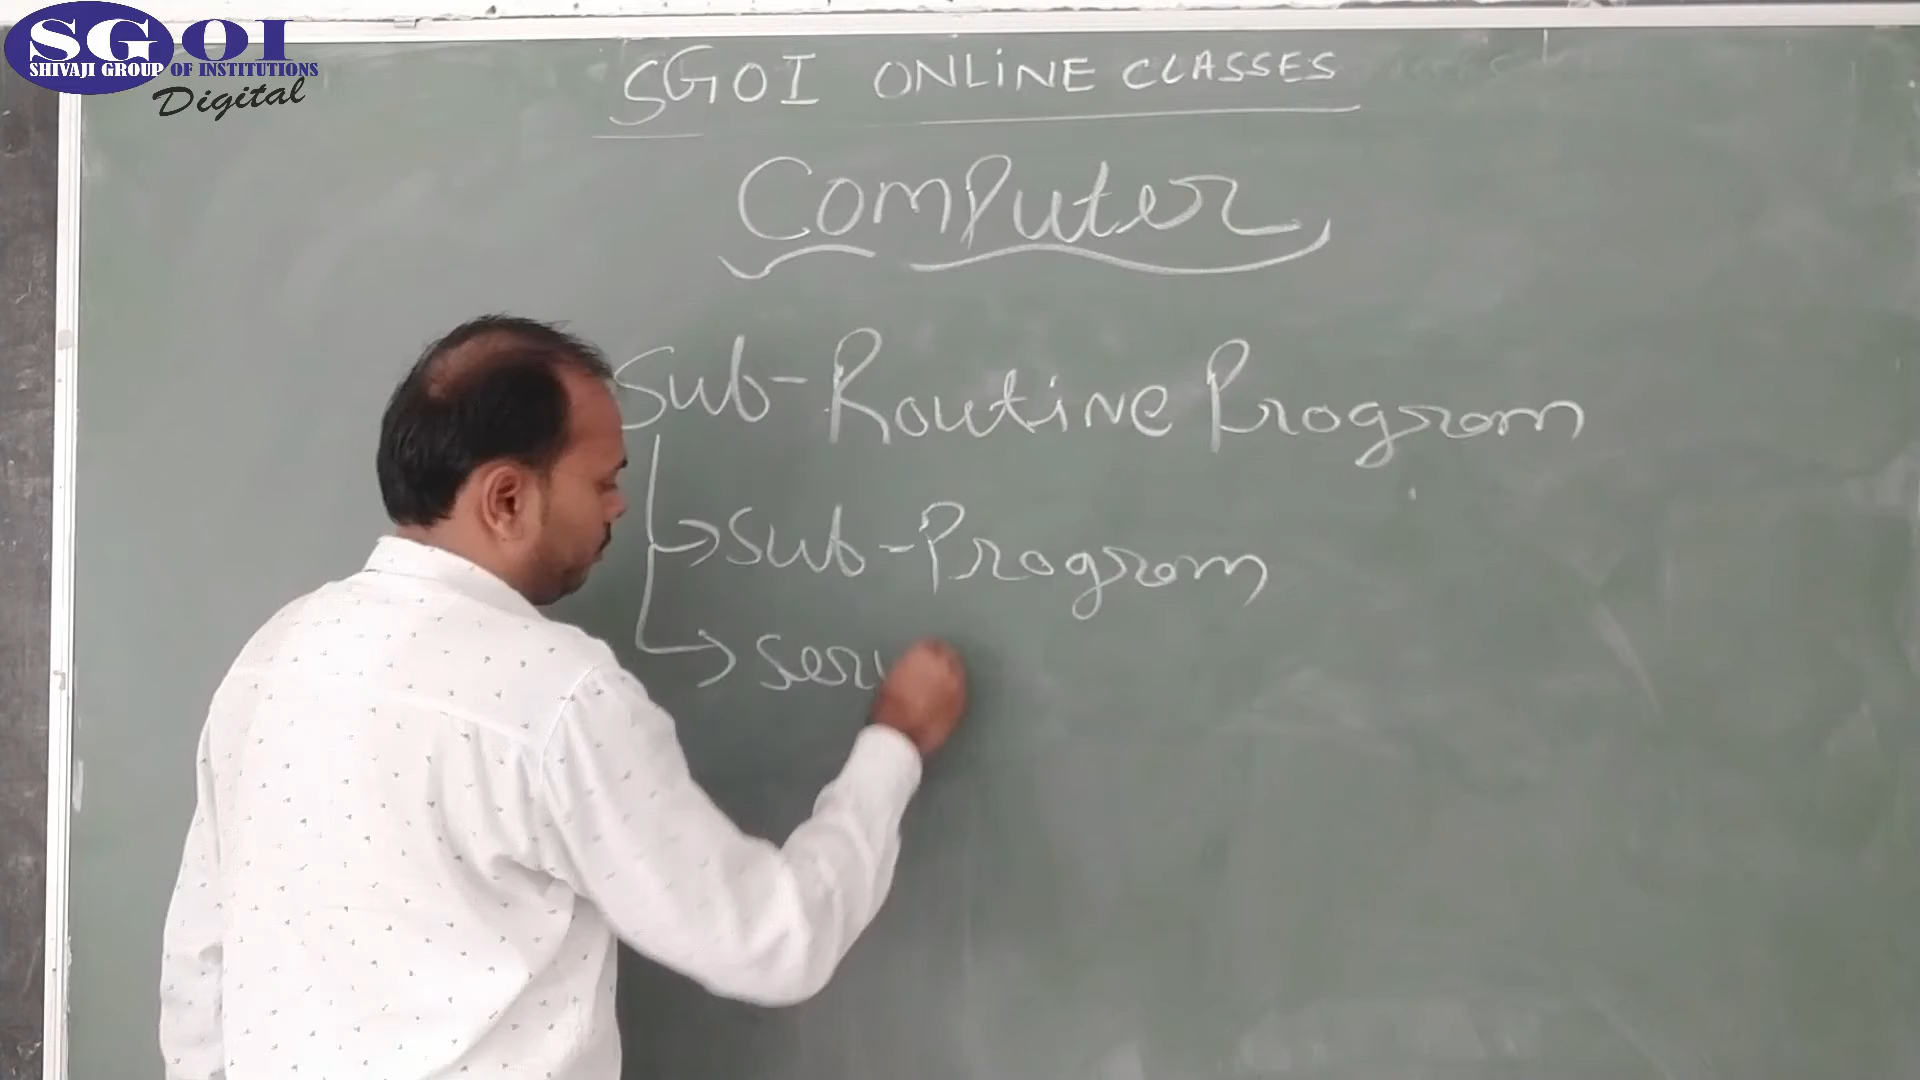 SGOI
SHIVAJI GROUP OF INSTITUTIONS
Digital
SGOI ONLINE CLASSES
Computer
Sub-Routine Program
Sub-Program